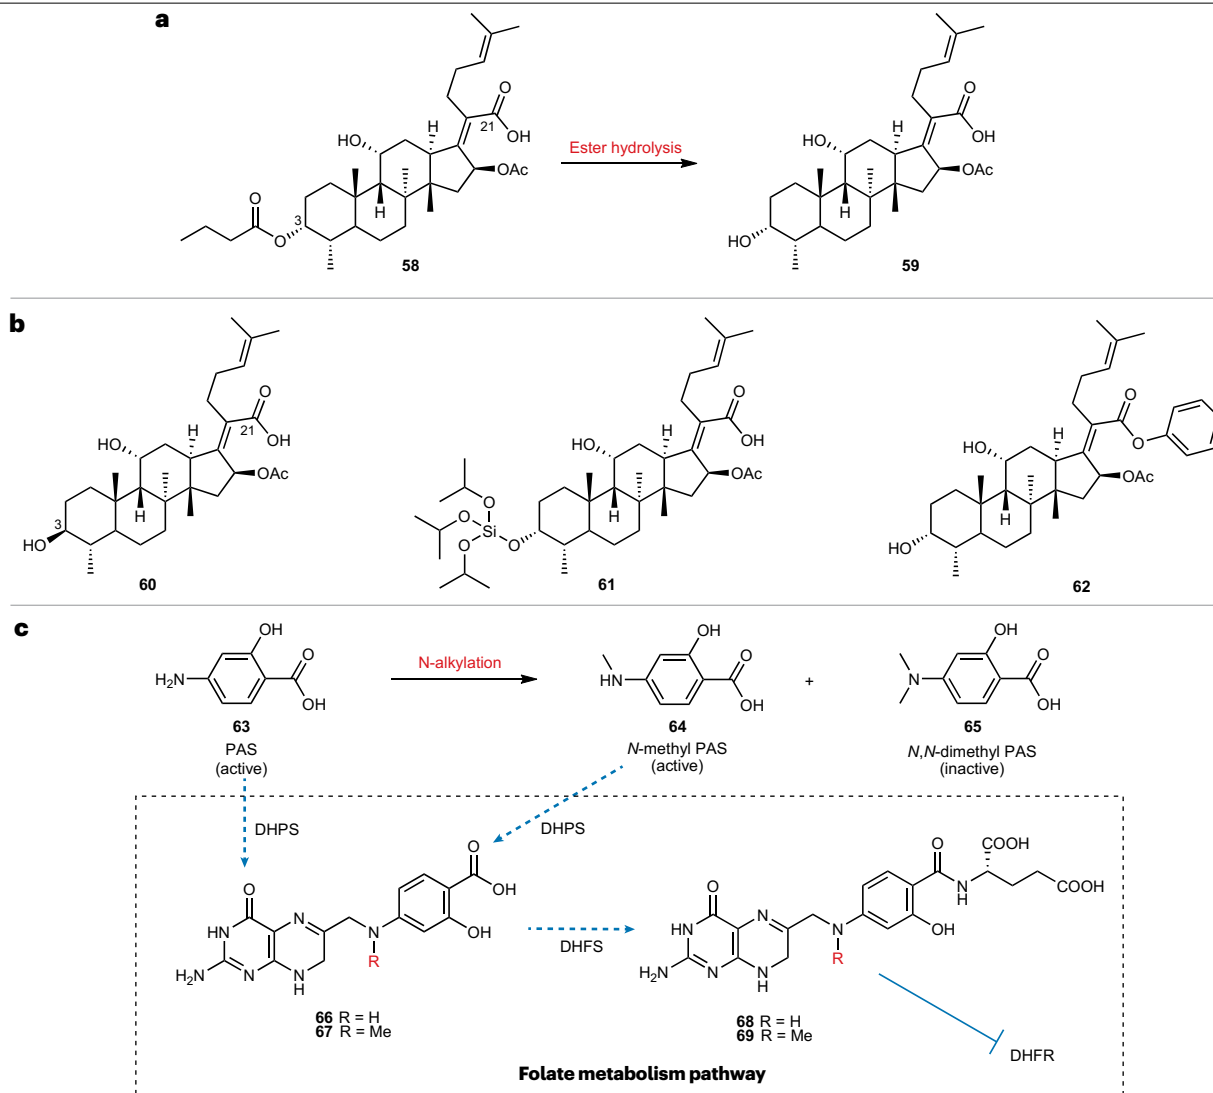 a
O
21
OH
H
HO
OAc
H
O
3
O
58
Ester hydrolysis
O
OH
H
HO
OAc
H
HO
59
b
O
21
OH
H
HO
OAc
H
3
HO
60
O
OH
H
HO
OAc
H
O
O
Si
O
O
61
O
O
H
HO
OAc
H
HO
62
c
OH
O
H2N
OH
63
PAS
(active)
N-alkylation
OH
O
HN
OH
64
N-methyl PAS
(active)
+
OH
O
N
OH
65
N,N-dimethyl PAS
(inactive)
DHPS
DHPS
O
OH
O
N
HN
N
OH
R
H2N
N
N
H
66 R = H
67 R = Me
DHFS
O
COOH
N
H
COOH
O
N
HN
N
OH
R
H2N
N
N
H
68 R = H
69 R = Me
DHFR
Folate metabolism pathway